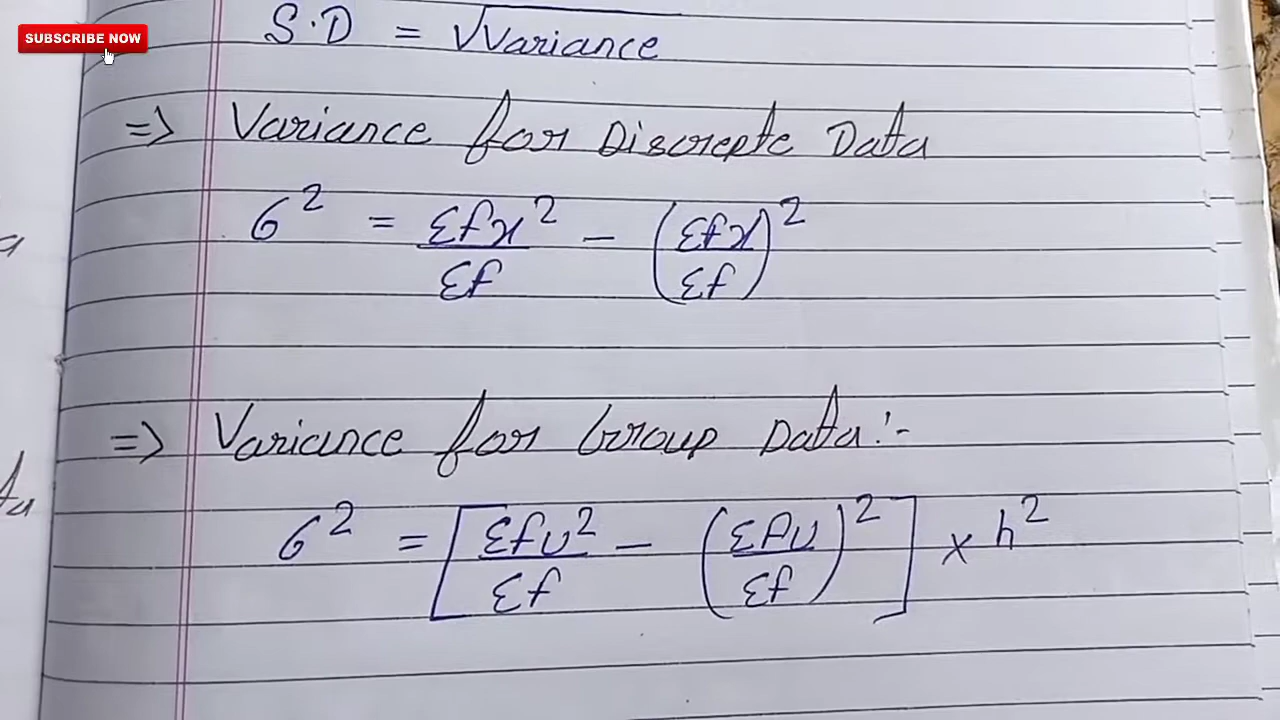 SUBSCRIBE NOW
S.D = √Variance
=> Variance for Discrepte Data
σ² = Σfx²/Σf − (Σfx/Σf)²
=> Variance for Group Data :-
σ² = [Σfu²/Σf − (Σfu/Σf)²] × h²